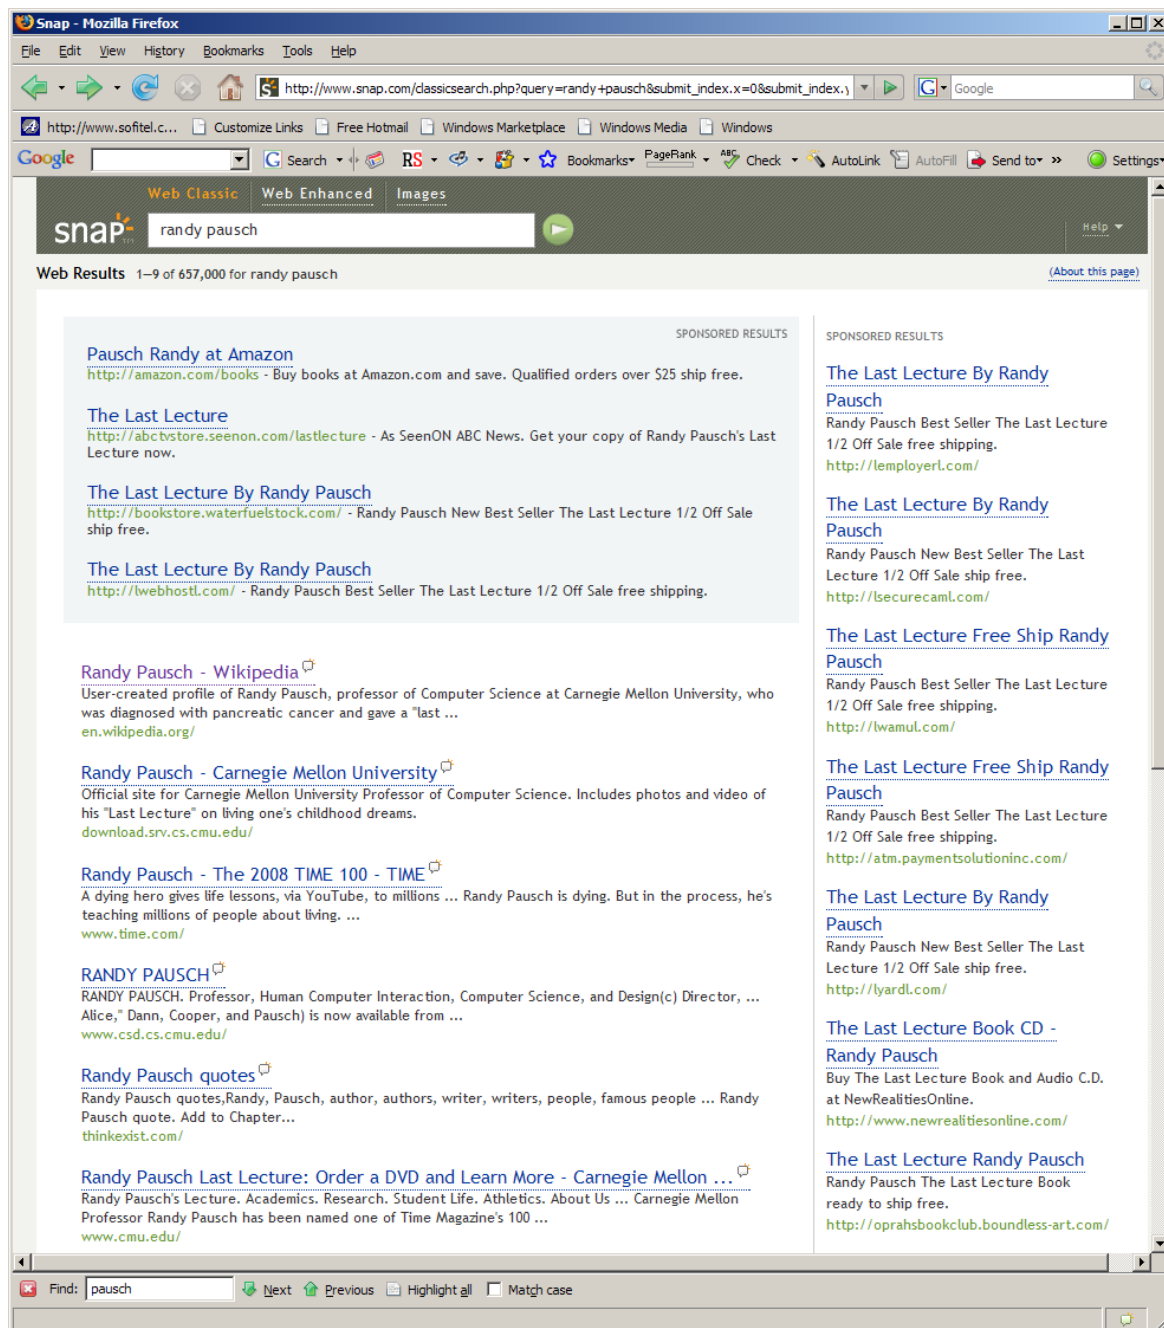 Snap - Mozilla Firefox
File Edit View History Bookmarks Tools Help
http://www.snap.com/classicsearch.php?query=randy+pausch&submit_index.x=0&submit_index.y
G Google
http://www.sofitel.c... Customize Links Free Hotmail Windows Marketplace Windows Media Windows
Google G Search RS Bookmarks PageRank ABC Check AutoLink AutoFill Send to » Settings
Web Classic Web Enhanced Images
snap randy pausch Help
Web Results 1–9 of 657,000 for randy pausch (About this page)
SPONSORED RESULTS
Pausch Randy at Amazon
http://amazon.com/books - Buy books at Amazon.com and save. Qualified orders over $25 ship free.
The Last Lecture
http://abctvstore.seenon.com/lastlecture - As SeenON ABC News. Get your copy of Randy Pausch's Last
Lecture now.
The Last Lecture By Randy Pausch
http://bookstore.waterfuelstock.com/ - Randy Pausch New Best Seller The Last Lecture 1/2 Off Sale
ship free.
The Last Lecture By Randy Pausch
http://lwebhostl.com/ - Randy Pausch Best Seller The Last Lecture 1/2 Off Sale free shipping.
Randy Pausch - Wikipedia
User-created profile of Randy Pausch, professor of Computer Science at Carnegie Mellon University, who
was diagnosed with pancreatic cancer and gave a "last ...
en.wikipedia.org/
Randy Pausch - Carnegie Mellon University
Official site for Carnegie Mellon University Professor of Computer Science. Includes photos and video of
his "Last Lecture" on living one's childhood dreams.
download.srv.cs.cmu.edu/
Randy Pausch - The 2008 TIME 100 - TIME
A dying hero gives life lessons, via YouTube, to millions ... Randy Pausch is dying. But in the process, he's
teaching millions of people about living. ...
www.time.com/
RANDY PAUSCH
RANDY PAUSCH. Professor, Human Computer Interaction, Computer Science, and Design(c) Director, ...
Alice," Dann, Cooper, and Pausch) is now available from ...
www.csd.cs.cmu.edu/
Randy Pausch quotes
Randy Pausch quotes,Randy, Pausch, author, authors, writer, writers, people, famous people ... Randy
Pausch quote. Add to Chapter...
thinkexist.com/
Randy Pausch Last Lecture: Order a DVD and Learn More - Carnegie Mellon ...
Randy Pausch's Lecture. Academics. Research. Student Life. Athletics. About Us ... Carnegie Mellon
Professor Randy Pausch has been named one of Time Magazine's 100 ...
www.cmu.edu/
SPONSORED RESULTS
The Last Lecture By Randy
Pausch
Randy Pausch Best Seller The Last Lecture
1/2 Off Sale free shipping.
http://lemployerl.com/
The Last Lecture By Randy
Pausch
Randy Pausch New Best Seller The Last
Lecture 1/2 Off Sale ship free.
http://lsecurecaml.com/
The Last Lecture Free Ship Randy
Pausch
Randy Pausch Best Seller The Last Lecture
1/2 Off Sale free shipping.
http://lwamul.com/
The Last Lecture Free Ship Randy
Pausch
Randy Pausch Best Seller The Last Lecture
1/2 Off Sale free shipping.
http://atm.paymentsolutioninc.com/
The Last Lecture By Randy
Pausch
Randy Pausch New Best Seller The Last
Lecture 1/2 Off Sale ship free.
http://lyardl.com/
The Last Lecture Book CD -
Randy Pausch
Buy The Last Lecture Book and Audio C.D.
at NewRealitiesOnline.
http://www.newrealitiesonline.com/
The Last Lecture Randy Pausch
Randy Pausch The Last Lecture Book
ready to ship free.
http://oprahsbookclub.boundless-art.com/
Find: pausch Next Previous Highlight all Match case